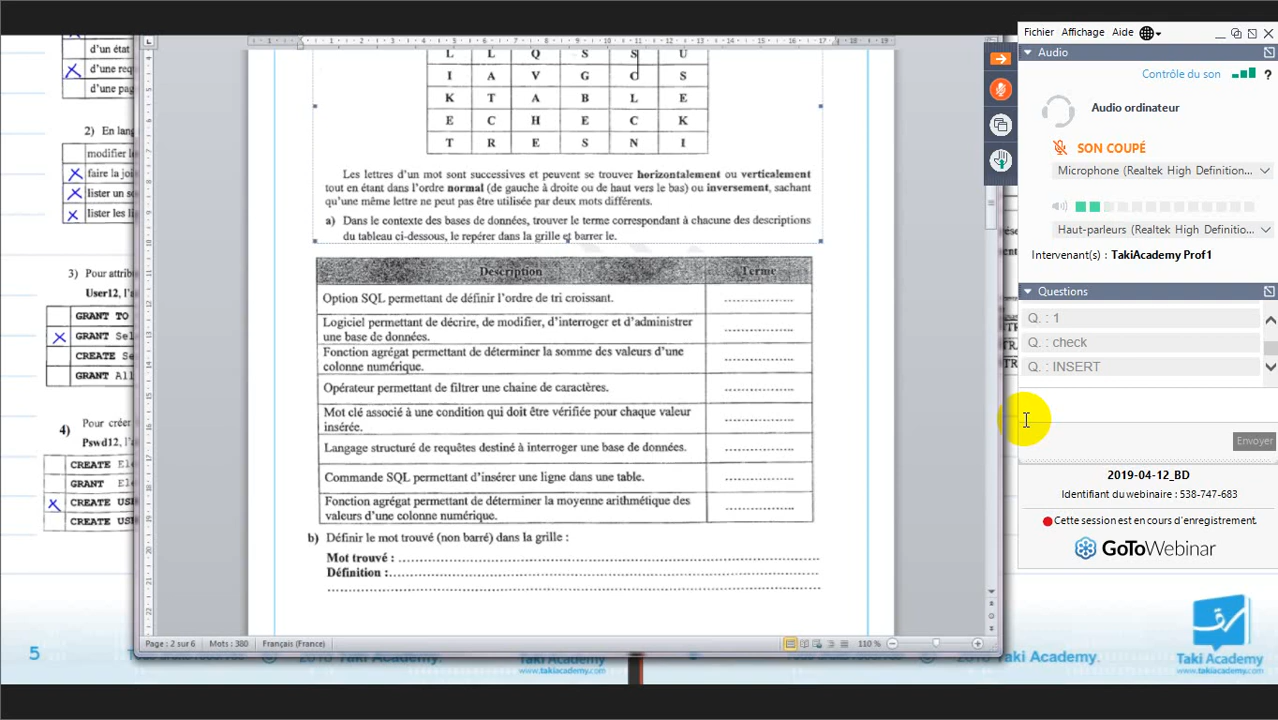 d'un état
d'une req
d'une pag
2) En lang
modifier le
faire la joi
lister un se
lister les li
3) Pour attrib
User12, l'
GRANT TO
GRANT Sel
CREATE Se
GRANT All
4) Pour créer
Pswd12, l'
CREATE El
GRANT El
CREATE US
CREATE US
5
L L Q S S U
I A V G O S
K T A B L E
E C H E C K
T R E S N I
Les lettres d'un mot sont successives et peuvent se trouver horizontalement ou verticalement
tout en étant dans l'ordre normal (de gauche à droite ou de haut vers le bas) ou inversement, sachant
qu'une même lettre ne peut pas être utilisée par deux mots différents.
a) Dans le contexte des bases de données, trouver le terme correspondant à chacune des descriptions
du tableau ci-dessous, le repérer dans la grille et barrer le.
Description Terme
Option SQL permettant de définir l'ordre de tri croissant. ....................
Logiciel permettant de décrire, de modifier, d'interroger et d'administrer
une base de données. ....................
Fonction agrégat permettant de déterminer la somme des valeurs d'une
colonne numérique. ....................
Opérateur permettant de filtrer une chaine de caractères. ....................
Mot clé associé à une condition qui doit être vérifiée pour chaque valeur
insérée. ....................
Langage structuré de requêtes destiné à interroger une base de données. ....................
Commande SQL permettant d'insérer une ligne dans une table. ....................
Fonction agrégat permettant de déterminer la moyenne arithmétique des
valeurs d'une colonne numérique. ....................
b) Définir le mot trouvé (non barré) dans la grille :
Mot trouvé : ....................
Définition : ....................
Page : 2 sur 6 Mots : 380 Français (France) 110 %
Fichier Affichage Aide
Audio
Contrôle du son ?
Audio ordinateur
SON COUPÉ
Microphone (Realtek High Definition...
Haut-parleurs (Realtek High Definitio...
Intervenant(s) : TakiAcademy Prof1
Questions
Q. : 1
Q. : check
Q. : INSERT
Envoyer
2019-04-12_BD
Identifiant du webinaire : 538-747-683
Cette session est en cours d'enregistrement.
GoToWebinar
Taki Academy.
Taki Academy
www.takiacademy.com
Taki Academy
www.takiacademy.com